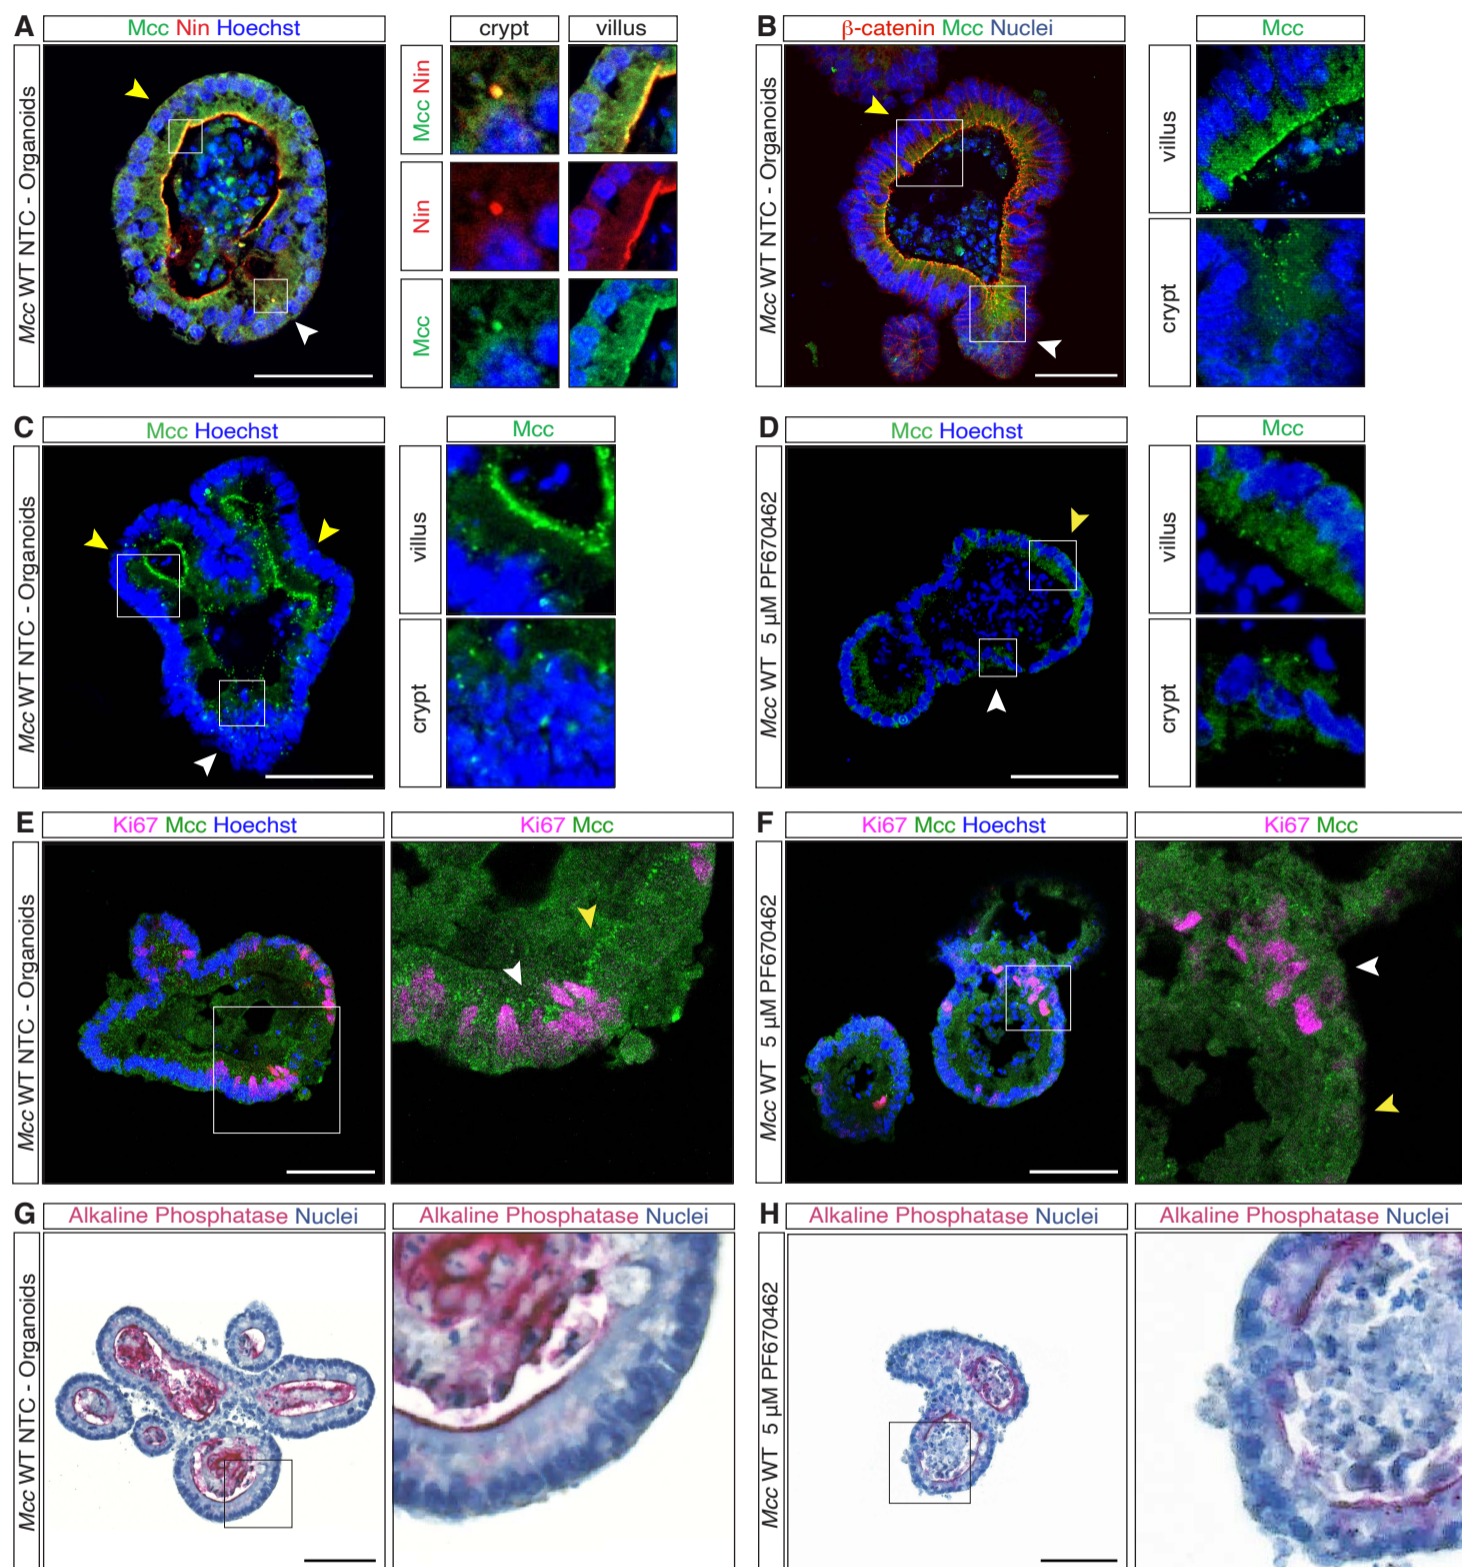 A
Mcc Nin Hoechst
crypt
villus
Mcc WT NTC - Organoids
Mcc Nin
Nin
Mcc
B
β-catenin Mcc Nuclei
Mcc
Mcc WT NTC - Organoids
villus
crypt
C
Mcc Hoechst
Mcc
Mcc WT NTC - Organoids
villus
crypt
D
Mcc Hoechst
Mcc
Mcc WT 5 µM PF670462
villus
crypt
E
Ki67 Mcc Hoechst
Ki67 Mcc
Mcc WT NTC - Organoids
F
Ki67 Mcc Hoechst
Ki67 Mcc
Mcc WT 5 µM PF670462
G
Alkaline Phosphatase Nuclei
Alkaline Phosphatase Nuclei
Mcc WT NTC - Organoids
H
Alkaline Phosphatase Nuclei
Alkaline Phosphatase Nuclei
Mcc WT 5 µM PF670462